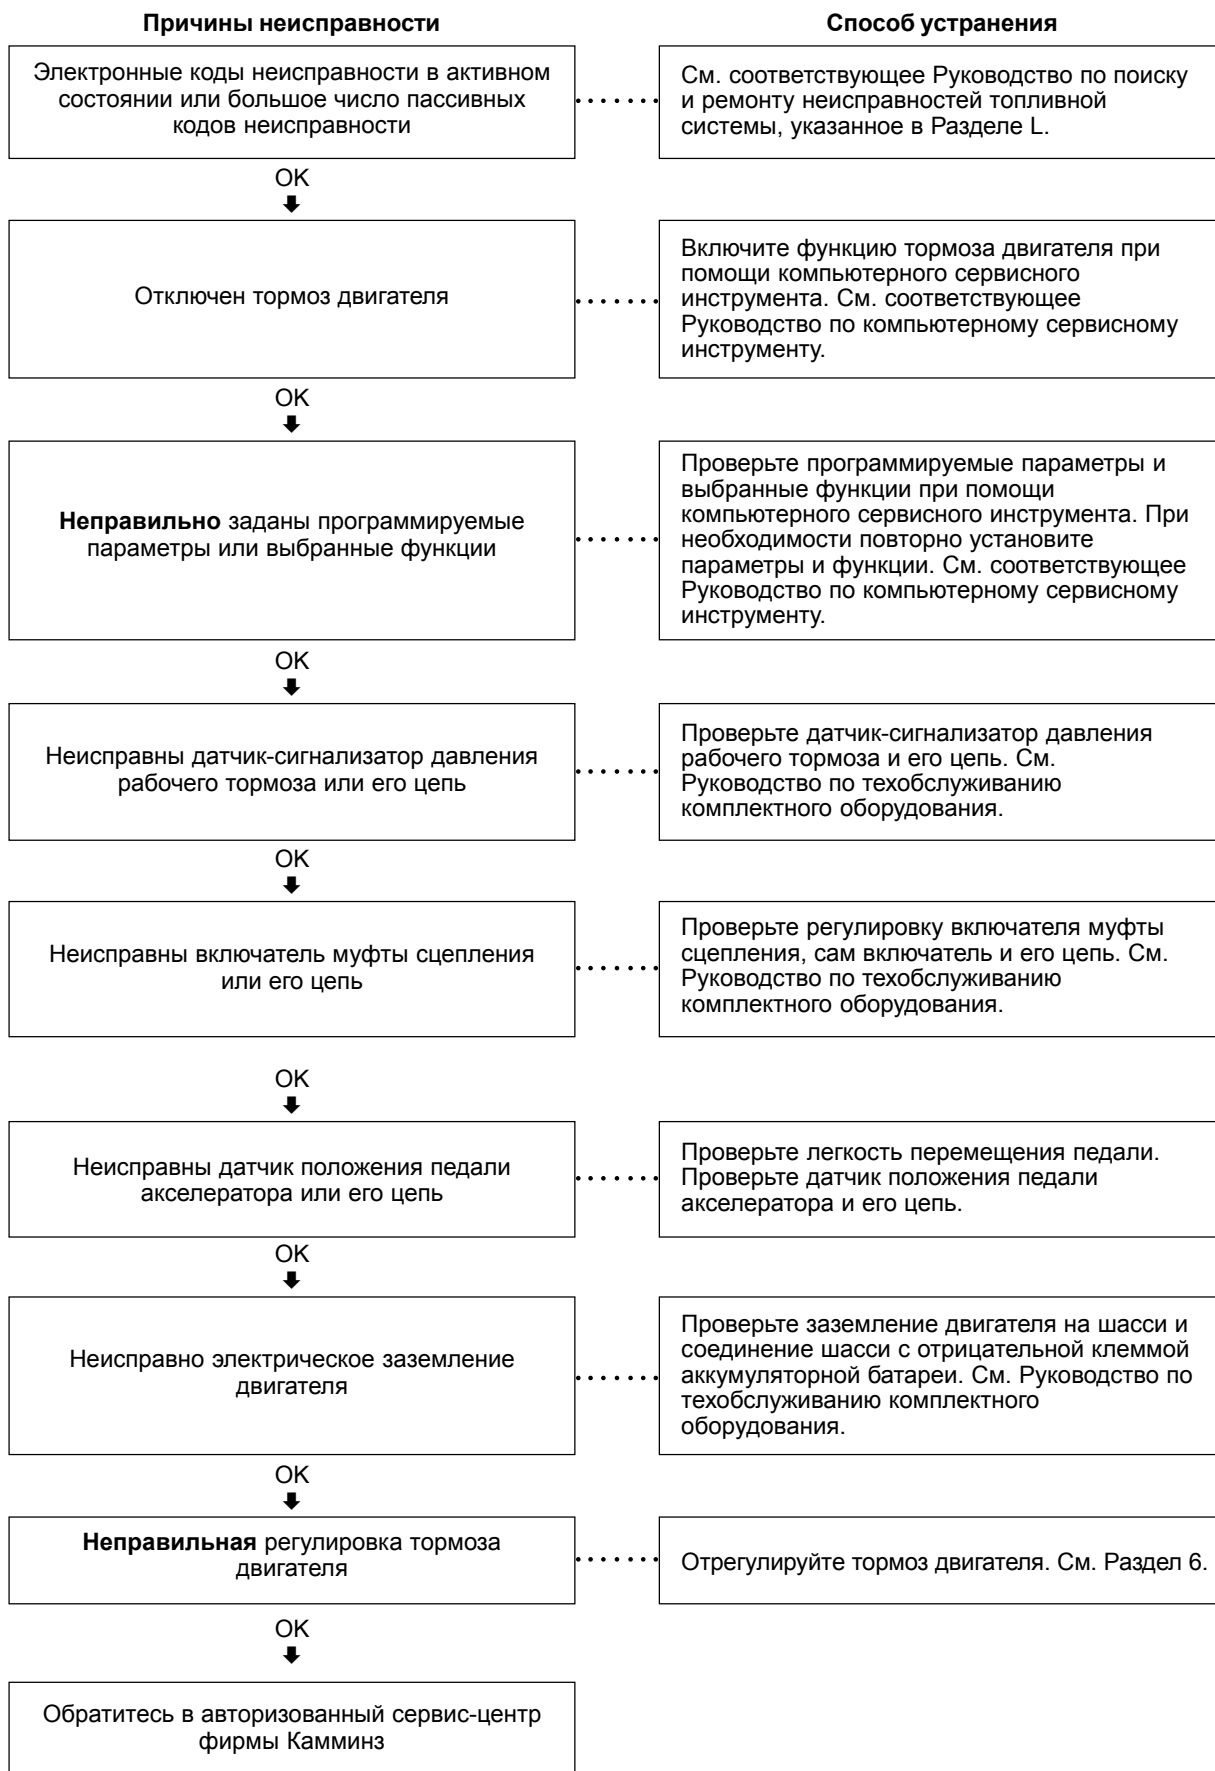 Причины неисправности
Способ устранения
Электронные коды неисправности в активном
состоянии или большое число пассивных
кодов неисправности
См. соответствующее Руководство по поиску
и ремонту неисправностей топливной
системы, указанное в Разделе L.
OK
Отключен тормоз двигателя
Включите функцию тормоза двигателя при
помощи компьютерного сервисного
инструмента. См. соответствующее
Руководство по компьютерному сервисному
инструменту.
OK
Неправильно заданы программируемые
параметры или выбранные функции
Проверьте программируемые параметры и
выбранные функции при помощи
компьютерного сервисного инструмента. При
необходимости повторно установите
параметры и функции. См. соответствующее
Руководство по компьютерному сервисному
инструменту.
OK
Неисправны датчик-сигнализатор давления
рабочего тормоза или его цепь
Проверьте датчик-сигнализатор давления
рабочего тормоза и его цепь. См.
Руководство по техобслуживанию
комплектного оборудования.
OK
Неисправны включатель муфты сцепления
или его цепь
Проверьте регулировку включателя муфты
сцепления, сам включатель и его цепь. См.
Руководство по техобслуживанию
комплектного оборудования.
OK
Неисправны датчик положения педали
акселератора или его цепь
Проверьте легкость перемещения педали.
Проверьте датчик положения педали
акселератора и его цепь.
OK
Неисправно электрическое заземление
двигателя
Проверьте заземление двигателя на шасси и
соединение шасси с отрицательной клеммой
аккумуляторной батареи. См. Руководство по
техобслуживанию комплектного
оборудования.
OK
Неправильная регулировка тормоза
двигателя
Отрегулируйте тормоз двигателя. См. Раздел 6.
OK
Обратитесь в авторизованный сервис-центр
фирмы Камминз